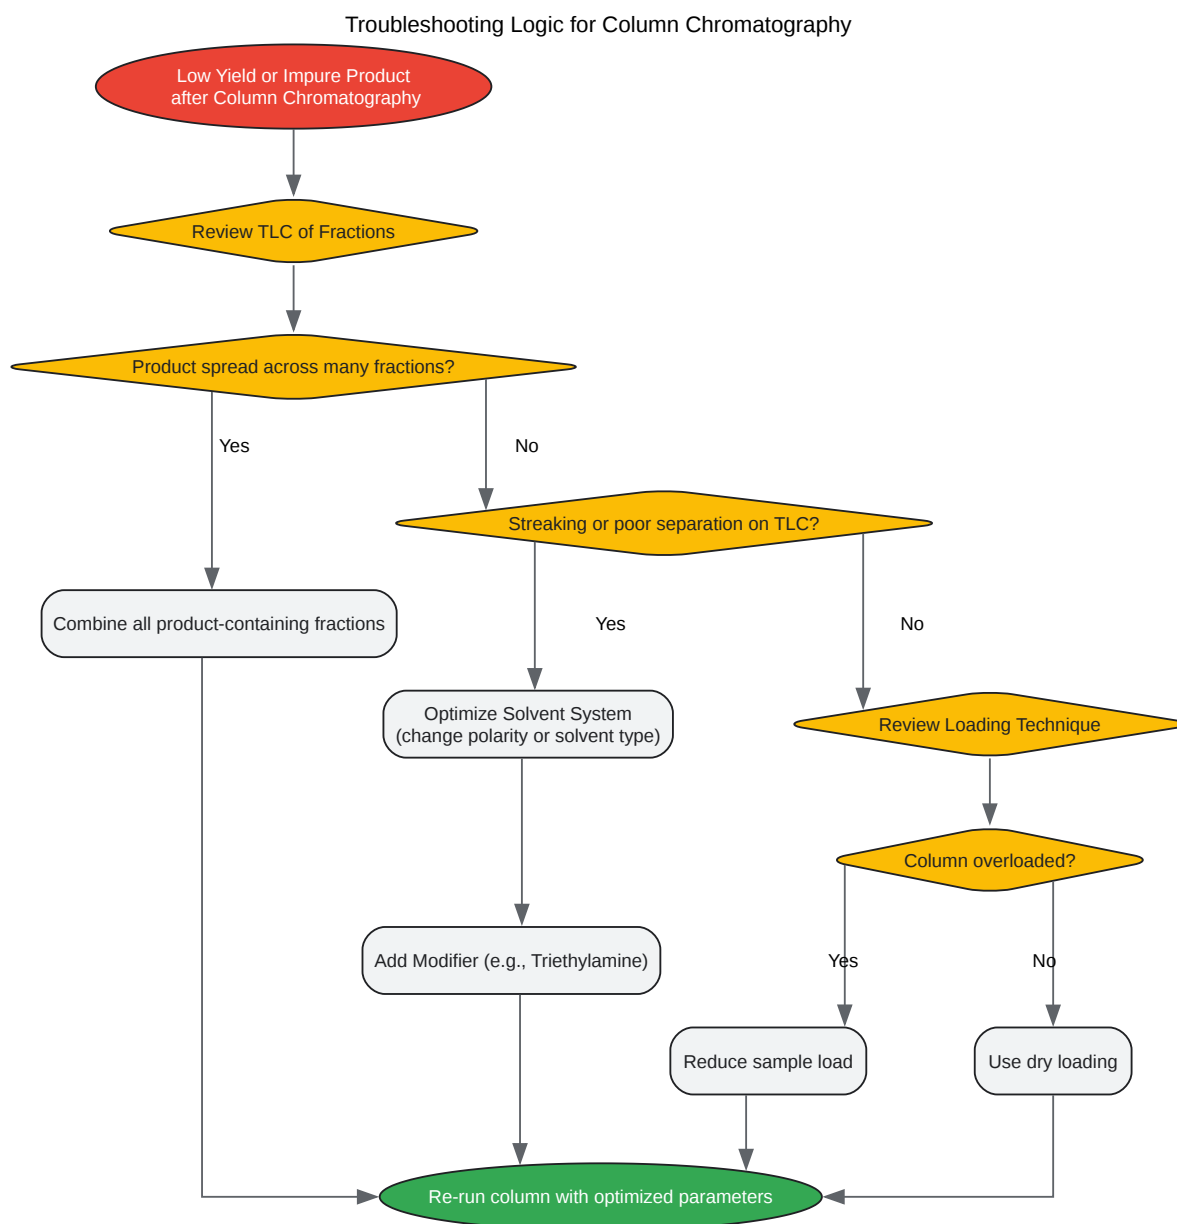 Troubleshooting Logic for Column Chromatography
Low Yield or Impure Product
after Column Chromatography
Review TLC of Fractions
Product spread across many fractions?
Yes
No
Streaking or poor separation on TLC?
Combine all product-containing fractions
Yes
No
Optimize Solvent System
(change polarity or solvent type)
Review Loading Technique
Column overloaded?
Add Modifier (e.g., Triethylamine)
Yes
No
Reduce sample load
Use dry loading
Re-run column with optimized parameters